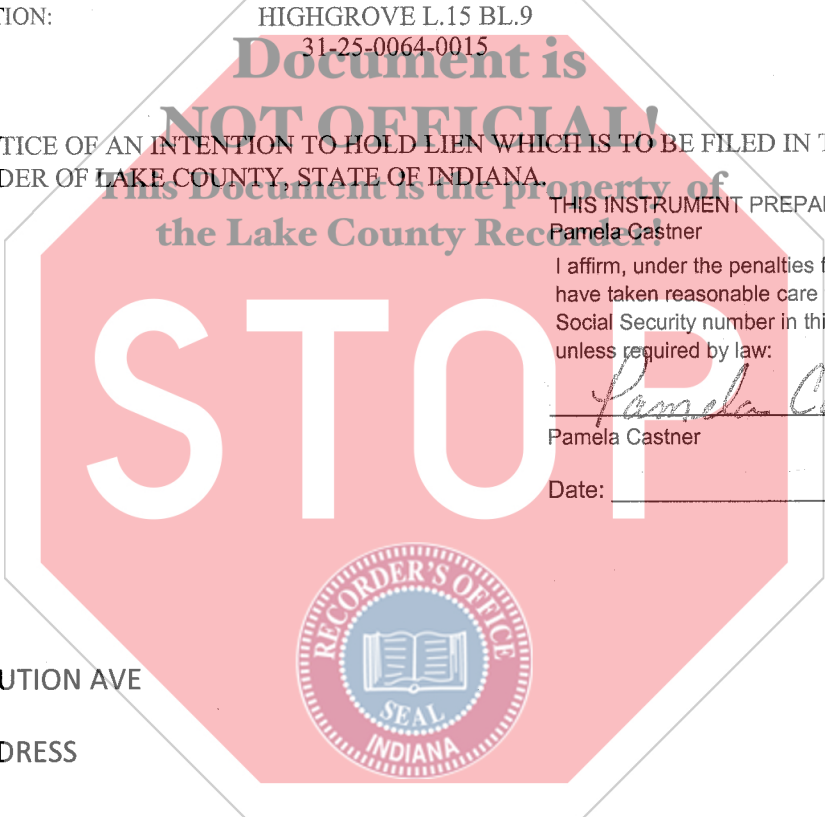 TION: HIGHGROVE L.15 BL.9
31-25-0064-0015
Document is
NOT OFFICIAL!
TICE OF AN INTENTION TO HOLD LIEN WHICH IS TO BE FILED IN T
DER OF LAKE COUNTY, STATE OF INDIANA.
This Document is the property of
the Lake County Recorder!
THIS INSTRUMENT PREPA
Pamela Castner
I affirm, under the penalties f
have taken reasonable care
Social Security number in thi
unless required by law:
Pamela C
Pamela Castner
Date:
STOP
RECORDER'S OFFICE
SEAL
INDIANA
UTION AVE
DRESS